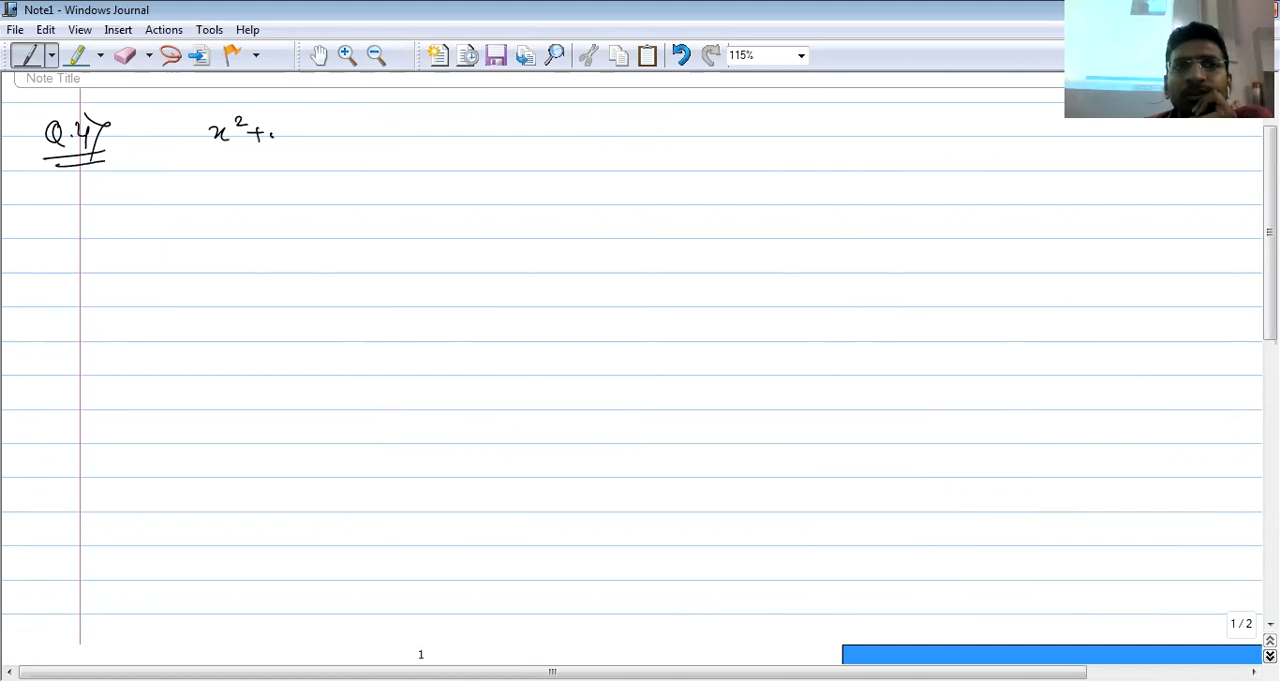 Note1 - Windows Journal
File Edit View Insert Actions Tools Help
115%
Note Title
Q.47 x² +
1 / 2
1